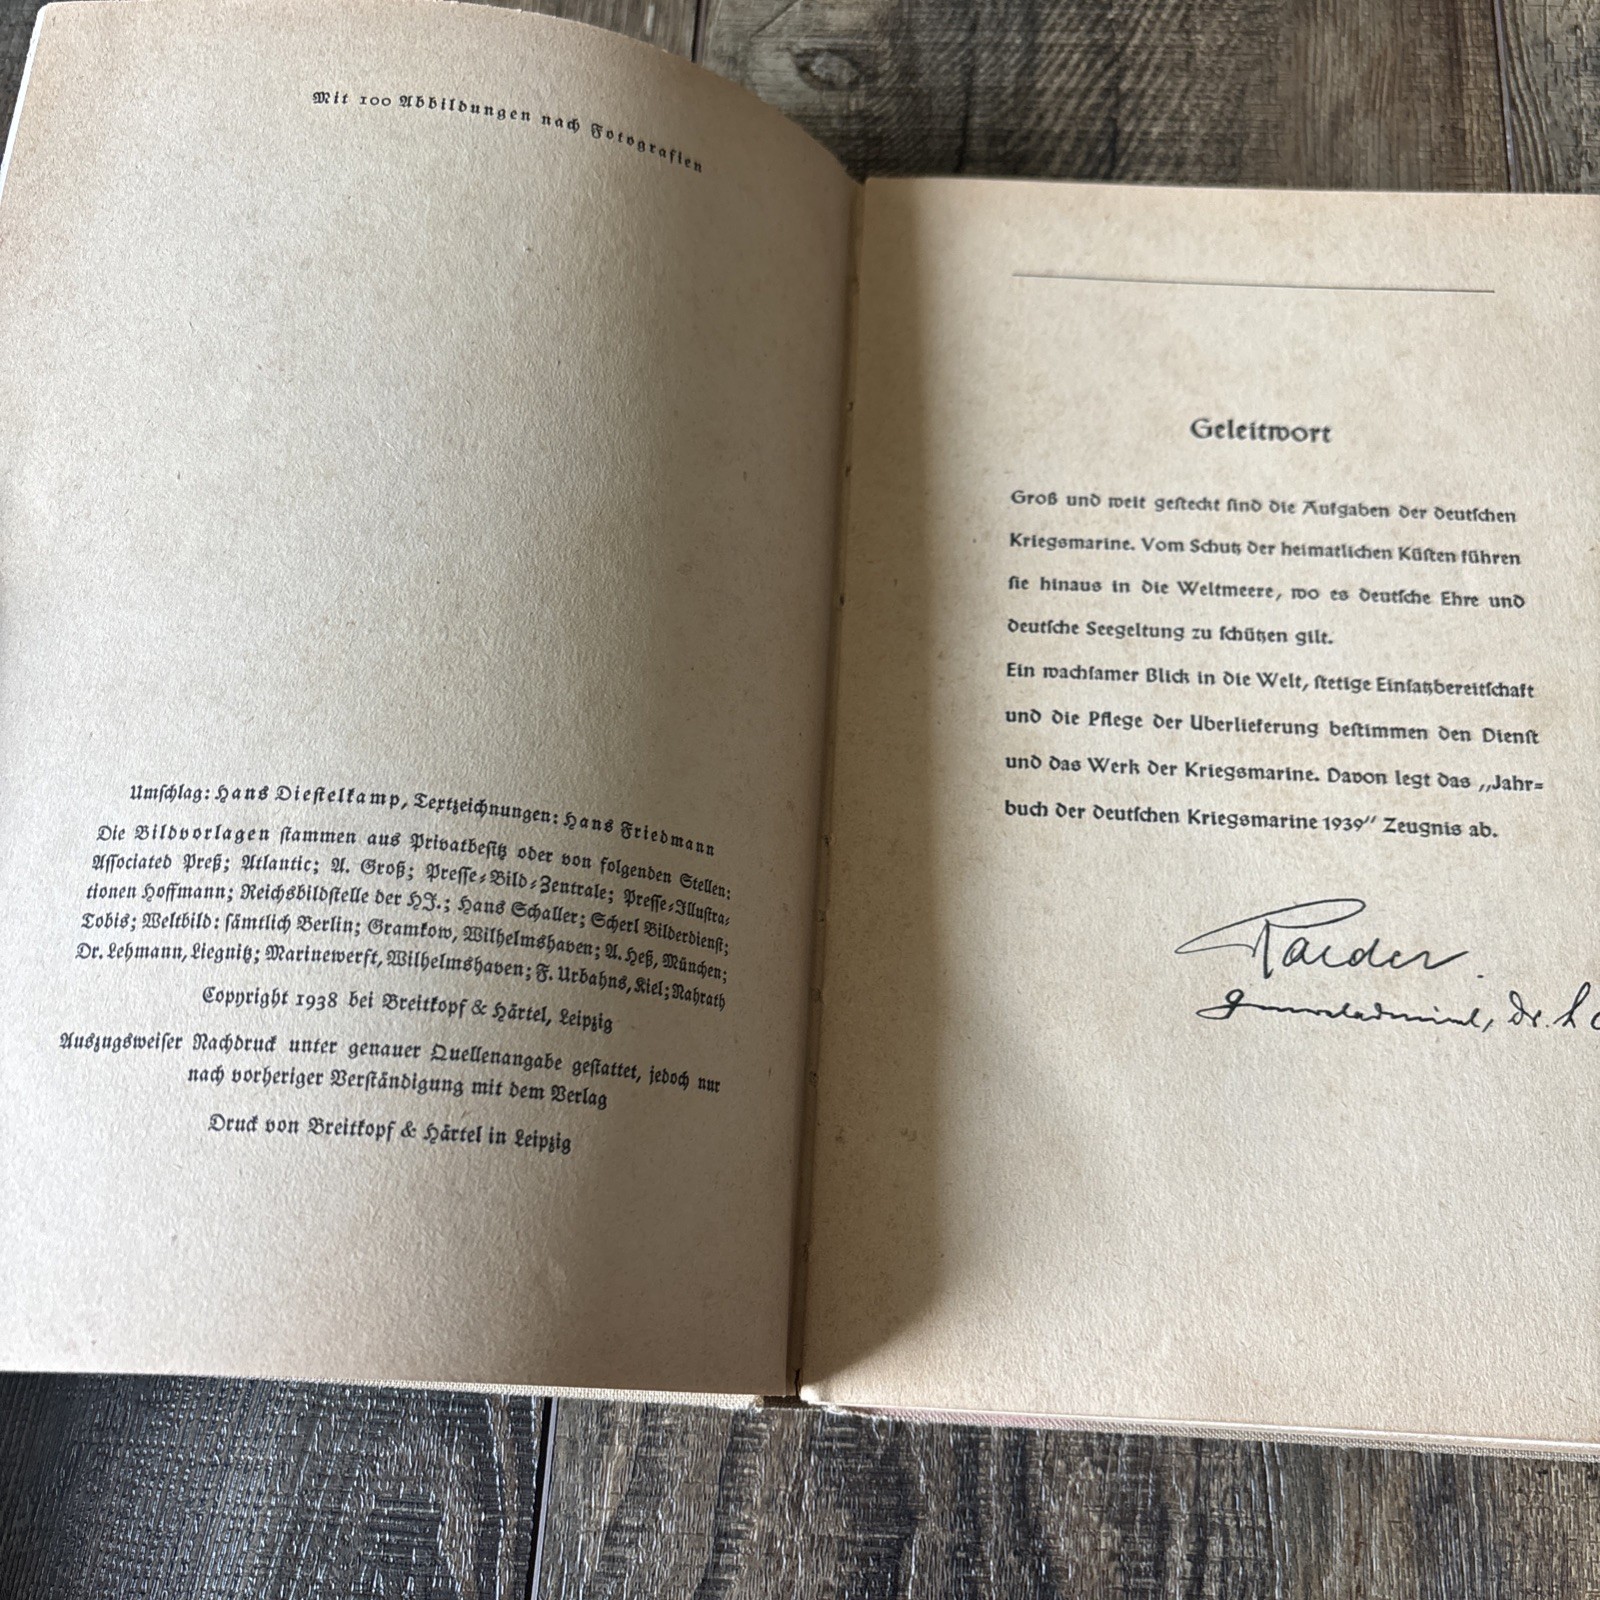 Mit 100 Abbildungen nach Fotografien
Umschlag: Hans Diestelkamp, Textzeichnungen: Hans Friedmann
Die Bildvorlagen stammen aus Privatbesitz oder von folgenden Stellen:
Associated Preß; Atlantic; A. Groß; Presse-Bild-Zentrale; Presse-Illustra-
tionen Hoffmann; Reichsbildstelle der HJ.; Hans Schaller; Scherl Bilderdienst;
Tobis; Weltbild: sämtlich Berlin; Gramkow, Wilhelmshaven; A. Heß, München;
Dr. Lehmann, Liegnitz; Marinewerft, Wilhelmshaven; F. Urbahns, Kiel; Nahrath
Copyright 1938 bei Breitkopf & Härtel, Leipzig
Auszugsweiser Nachdruck unter genauer Quellenangabe gestattet, jedoch nur
nach vorheriger Verständigung mit dem Verlag
Druck von Breitkopf & Härtel in Leipzig
Geleitwort
Groß und weit gesteckt sind die Aufgaben der deutschen
Kriegsmarine. Vom Schutz der heimatlichen Küsten führen
sie hinaus in die Weltmeere, wo es deutsche Ehre und
deutsche Seegeltung zu schützen gilt.
Ein wachsamer Blick in die Welt, stetige Einsatzbereitschaft
und die Pflege der Überlieferung bestimmen den Dienst
und das Werk der Kriegsmarine. Davon legt das „Jahr-
buch der deutschen Kriegsmarine 1939“ Zeugnis ab.
Raeder.
Generaladmiral, Dr. h. c.